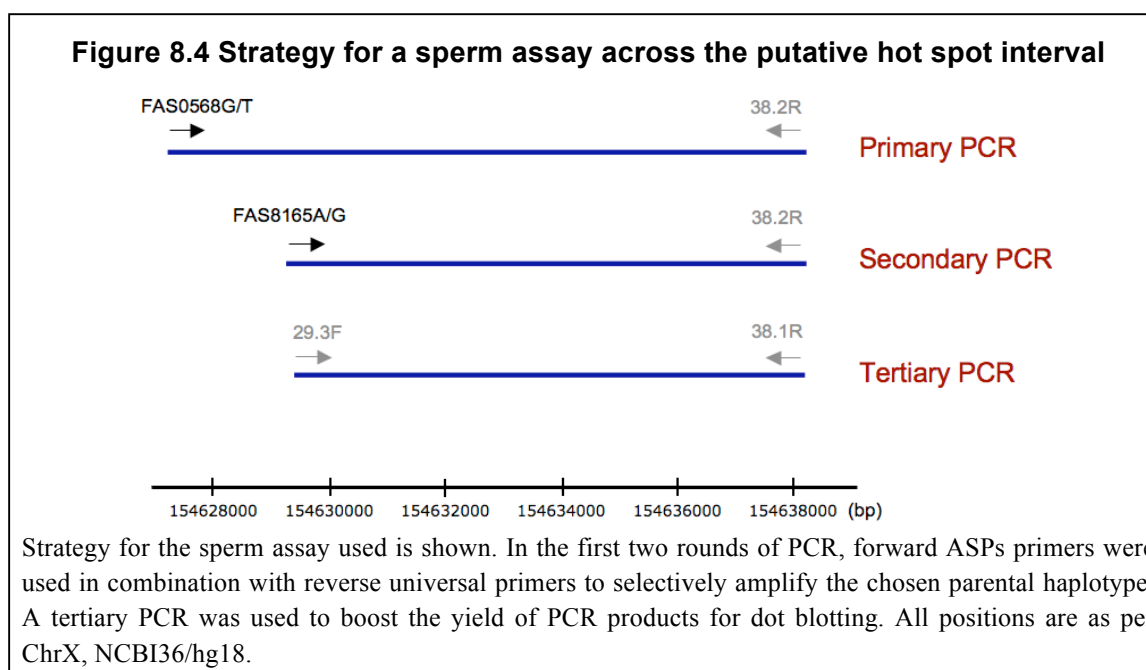 Figure 8.4 Strategy for a sperm assay across the putative hot spot interval
FAS0568G/T 38.2R
Primary PCR
FAS8165A/G 38.2R
Secondary PCR
29.3F 38.1R
Tertiary PCR
154628000 154630000 154632000 154634000 154636000 154638000 (bp)
Strategy for the sperm assay used is shown. In the first two rounds of PCR, forward ASPs primers were
used in combination with reverse universal primers to selectively amplify the chosen parental haplotype
A tertiary PCR was used to boost the yield of PCR products for dot blotting. All positions are as pe
ChrX, NCBI36/hg18.